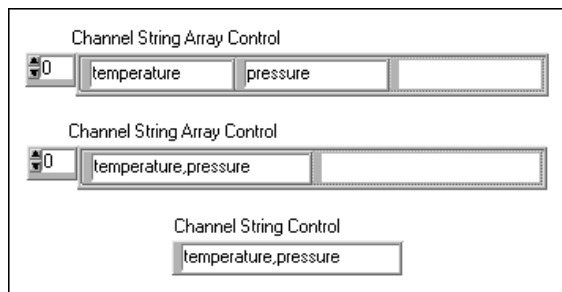 Channel String Array Control
0 temperature pressure
Channel String Array Control
0 temperature,pressure
Channel String Control
temperature,pressure